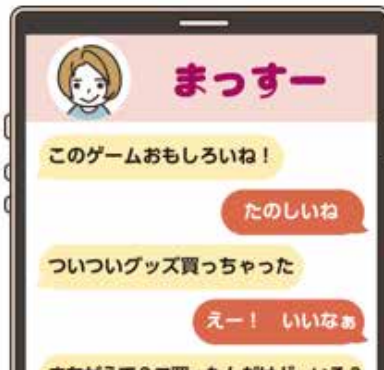 まっすー
このゲームおもしろいね！
たのしいね
ついついグッズ買っちゃった
えー！　いいなぁ